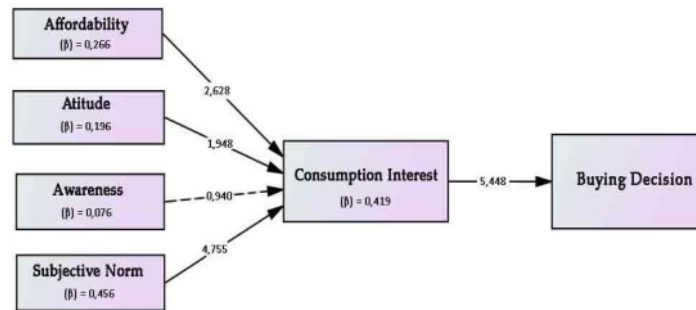 Affordability
(β) = 0,266
2,628
Atitude
(β) = 0,196
1,948
Awareness
(β) = 0,076
0,940
Subjective Norm
(β) = 0,456
4,755
Consumption Interest
(β) = 0,419
5,448
Buying Decision